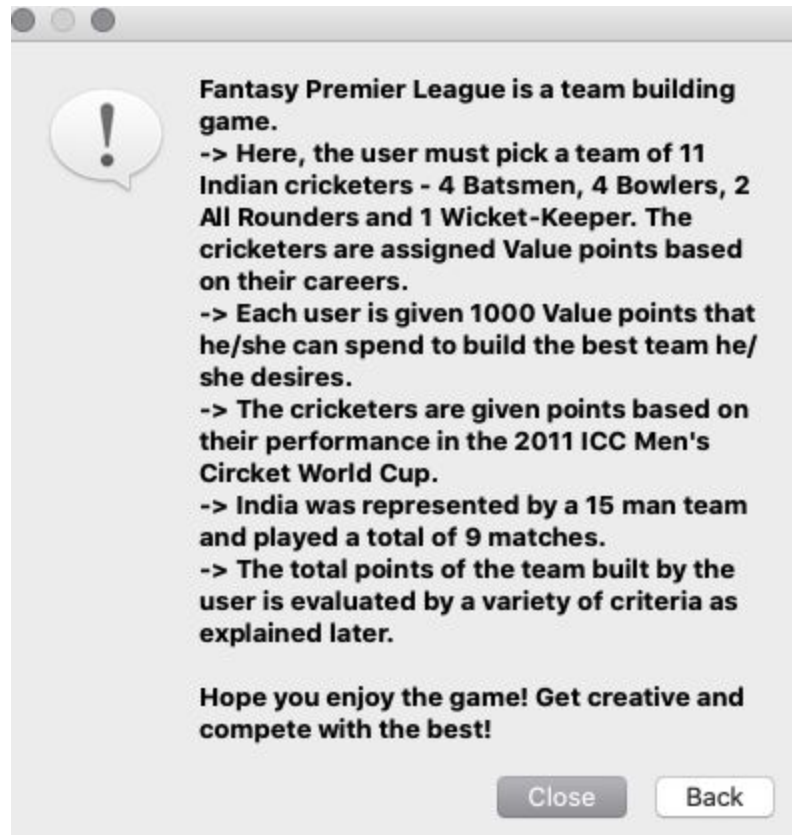 Fantasy Premier League is a team building
game.
-> Here, the user must pick a team of 11
Indian cricketers - 4 Batsmen, 4 Bowlers, 2
All Rounders and 1 Wicket-Keeper. The
cricketers are assigned Value points based
on their careers.
-> Each user is given 1000 Value points that
he/she can spend to build the best team he/
she desires.
-> The cricketers are given points based on
their performance in the 2011 ICC Men's
Circket World Cup.
-> India was represented by a 15 man team
and played a total of 9 matches.
-> The total points of the team built by the
user is evaluated by a variety of criteria as
explained later.
Hope you enjoy the game! Get creative and
compete with the best!
Close Back